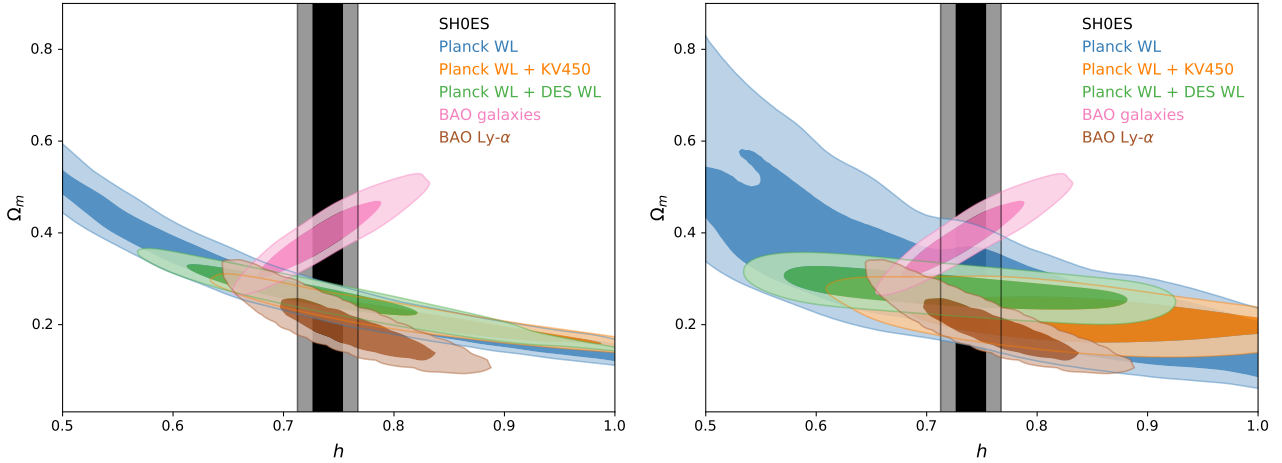 0.8
0.6
0.4
0.2
Ωm
SH0ES
Planck WL
Planck WL + KV450
Planck WL + DES WL
BAO galaxies
BAO Ly-α
0.5 0.6 0.7 0.8 0.9 1.0
h
0.8
0.6
0.4
0.2
Ωm
SH0ES
Planck WL
Planck WL + KV450
Planck WL + DES WL
BAO galaxies
BAO Ly-α
0.5 0.6 0.7 0.8 0.9 1.0
h